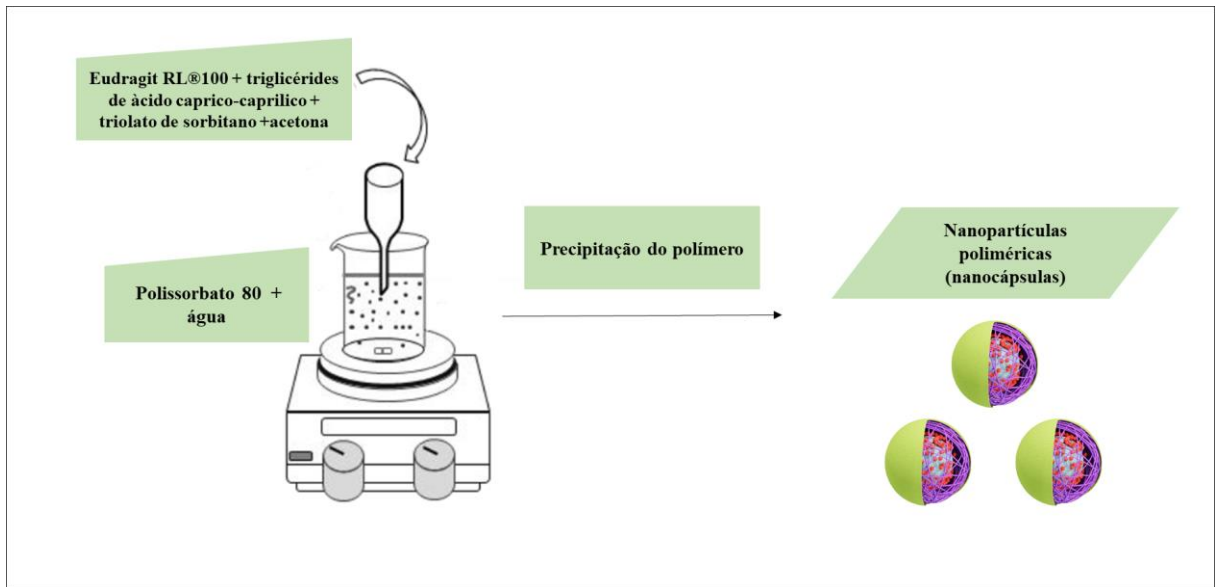 Eudragit RL®100 + triglicérides
de àcido caprico-caprilico +
triolato de sorbitano +acetona
Polissorbato 80 +
água
Precipitação do polímero
Nanopartículas
poliméricas
(nanocápsulas)